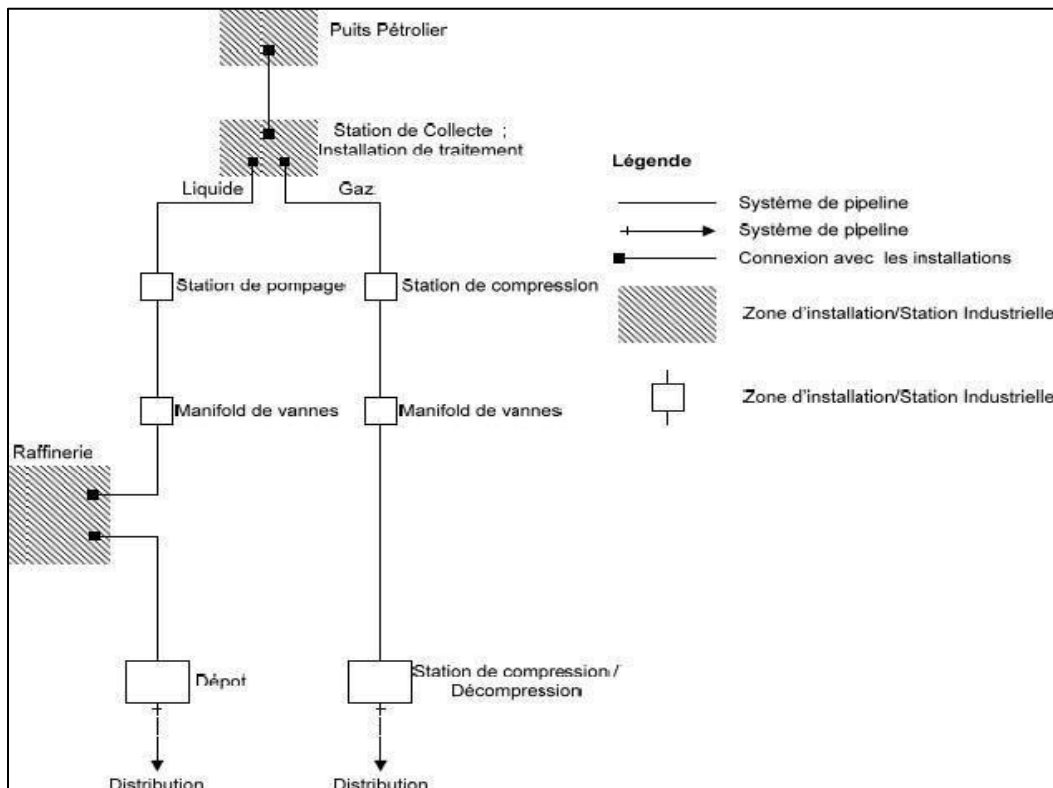 Puits Pétrolier
Station de Collecte ;
Installation de traitement
Liquide
Gaz
Station de pompage
Station de compression
Manifold de vannes
Manifold de vannes
Raffinerie
Dépot
Station de compression/
Décompression
Distribution
Distribution
Légende
Système de pipeline
Système de pipeline
Connexion avec les installations
Zone d'installation/Station Industrielle
Zone d'installation/Station Industrielle